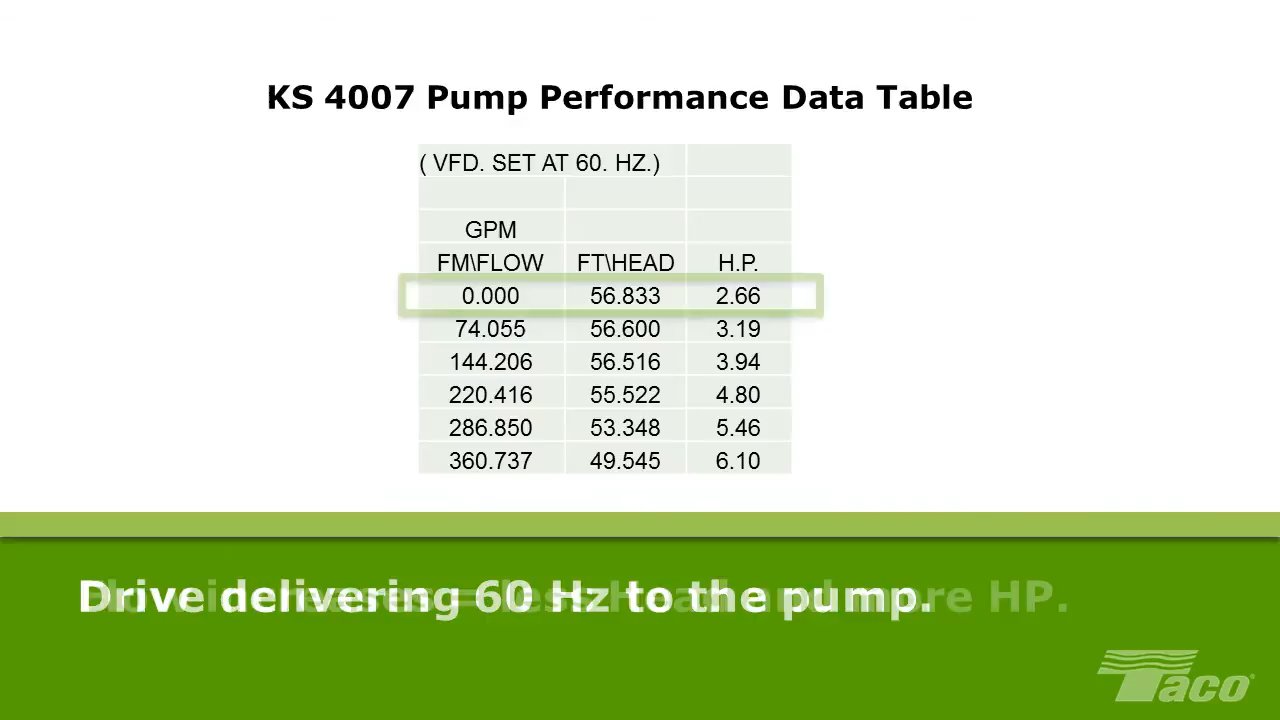 KS 4007 Pump Performance Data Table
( VFD. SET AT 60. HZ.)
GPM
FM\FLOW FT\HEAD H.P.
0.000 56.833 2.66
74.055 56.600 3.19
144.206 56.516 3.94
220.416 55.522 4.80
286.850 53.348 5.46
360.737 49.545 6.10
Drive delivering 60 Hz to the pump.
HP.
Taco